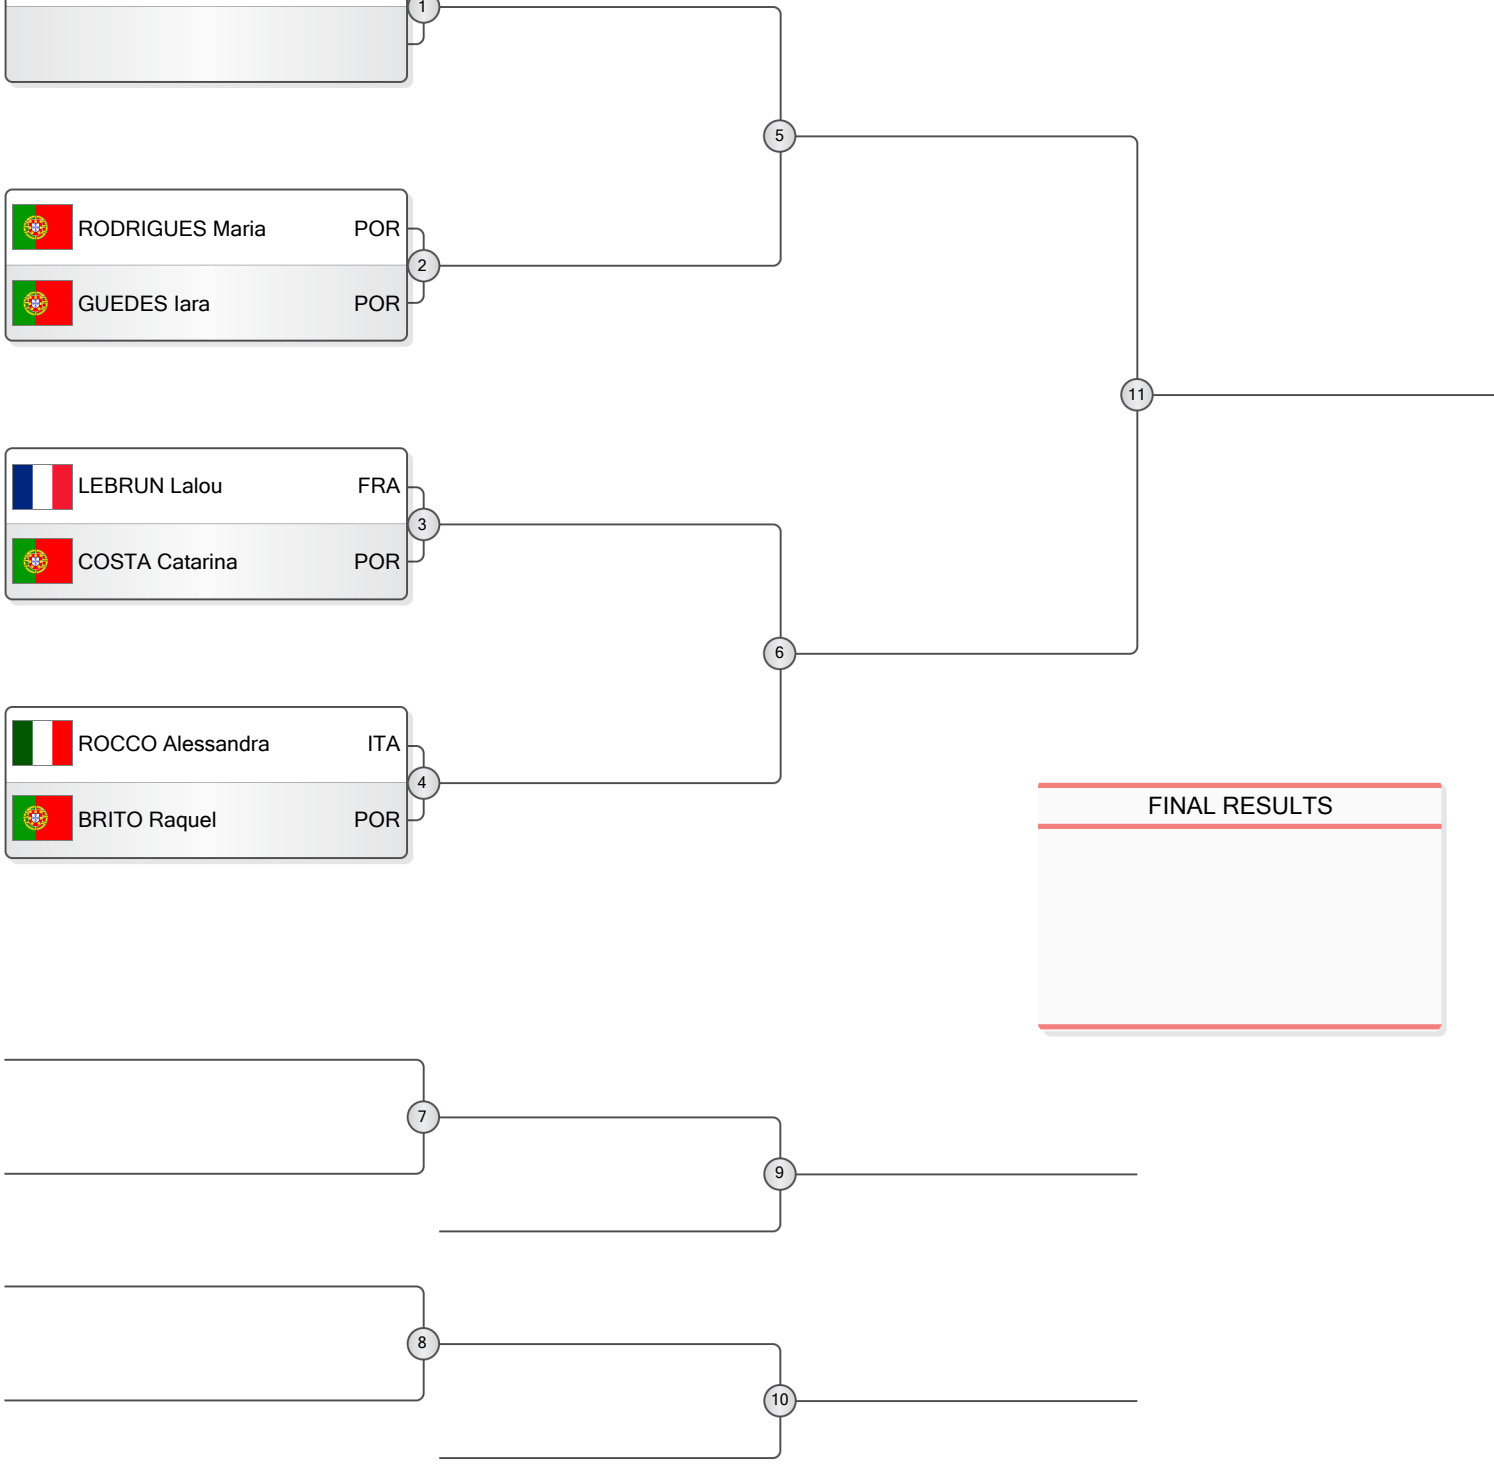 1
5
RODRIGUES Maria POR
2
GUEDES Iara POR
11
LEBRUN Lalou FRA
3
COSTA Catarina POR
6
ROCCO Alessandra ITA
4
BRITO Raquel POR
FINAL RESULTS
7
9
8
10